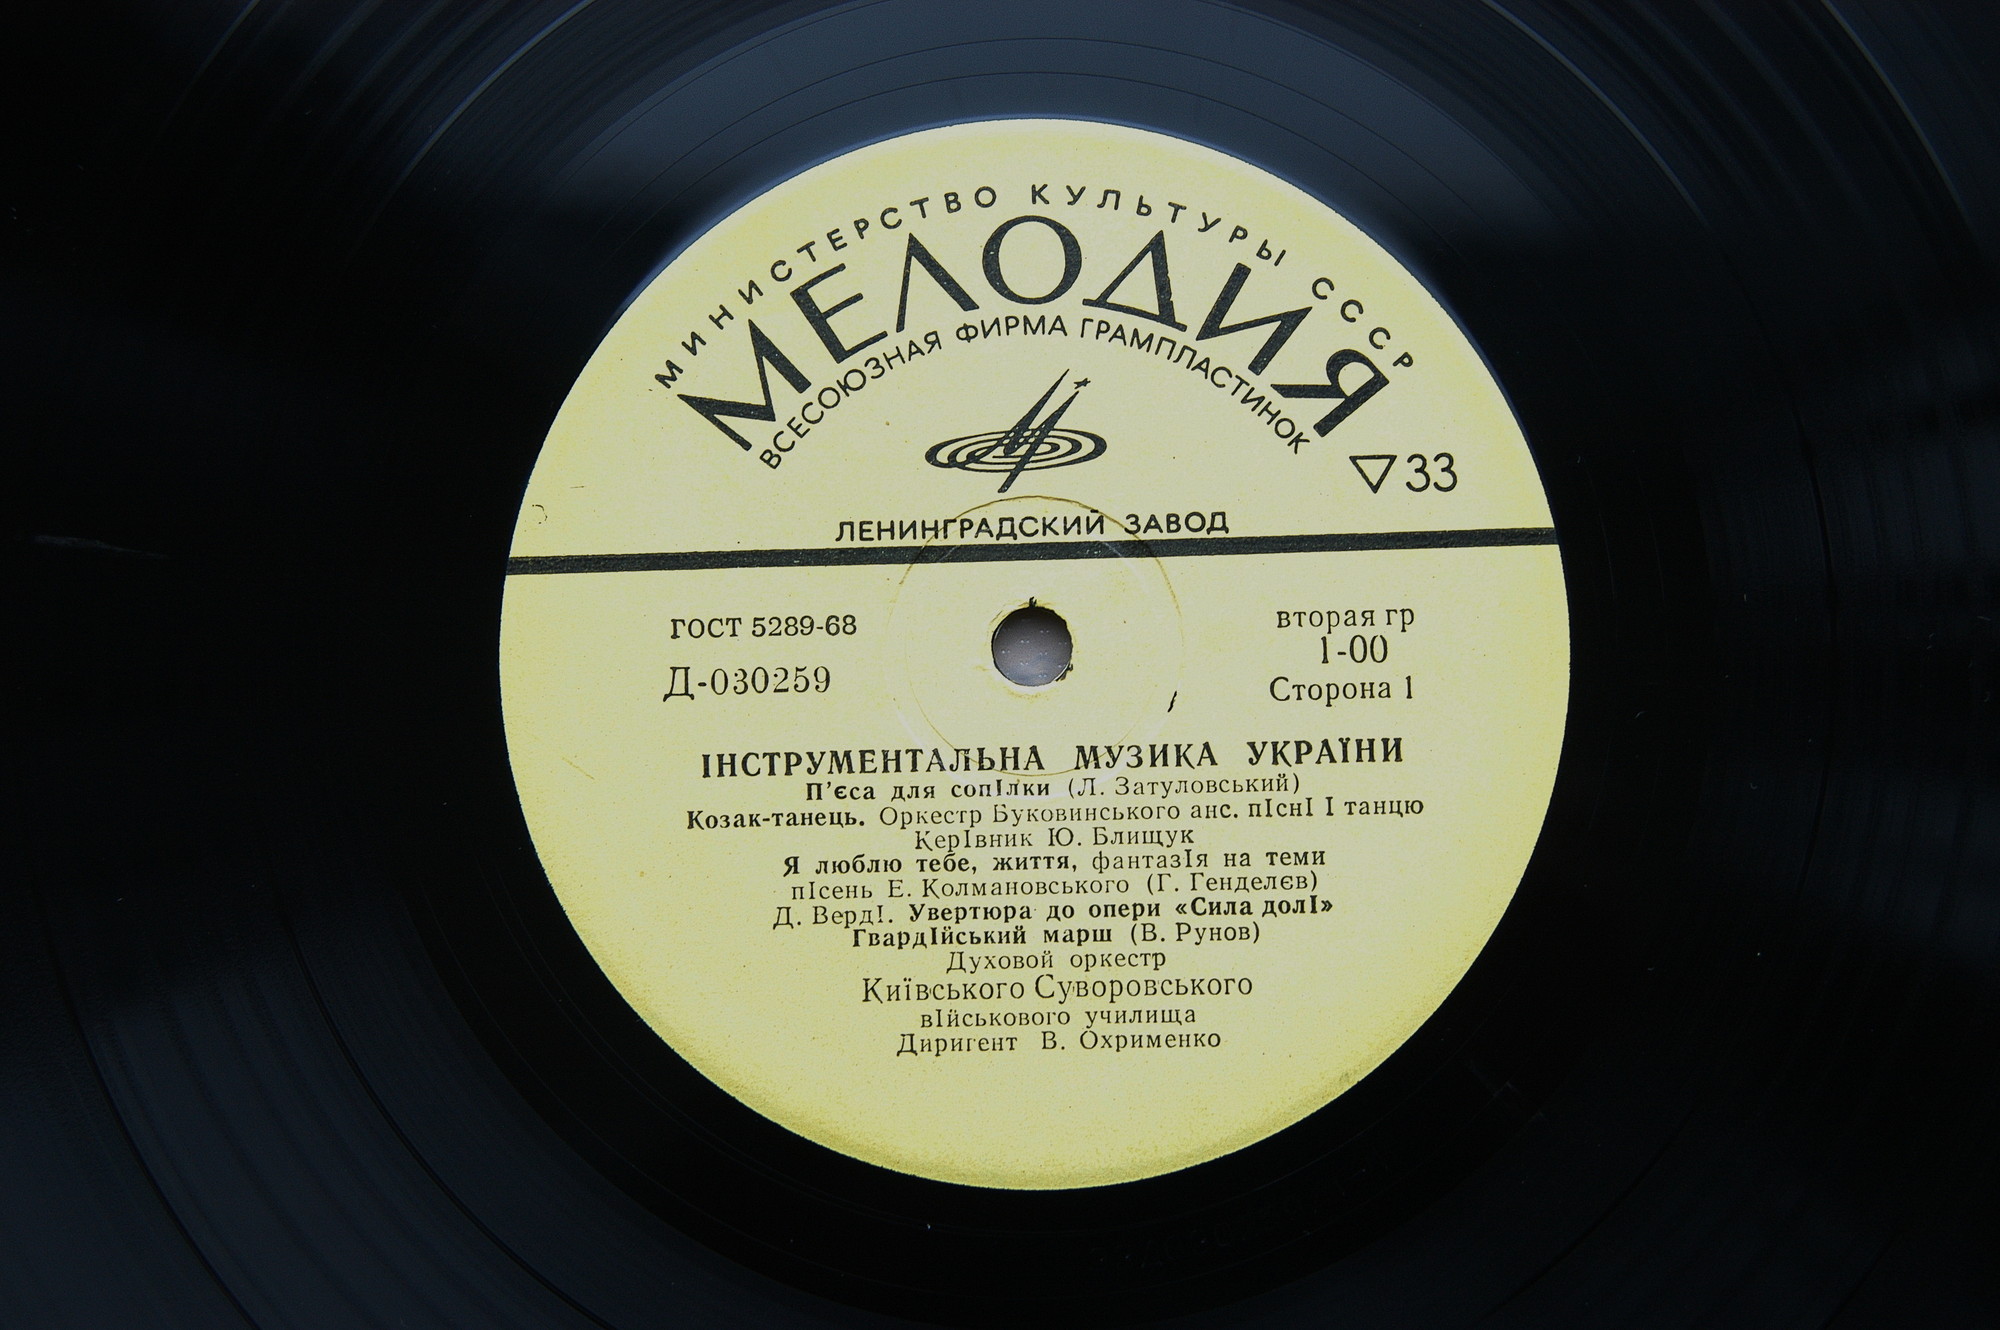 МИНИСТЕРСТВО КУЛЬТУРЫ СССР
МЕЛОДИЯ
ВСЕСОЮЗНАЯ ФИРМА ГРАМПЛАСТИНОК
33
ЛЕНИНГРАДСКИЙ ЗАВОД
ГОСТ 5289-68
вторая гр
1-00
Д-030259
Сторона 1
ІНСТРУМЕНТАЛЬНА МУЗИКА УКРАЇНИ
П'єса для сопІлки (Л. Затуловський)
Козак-танець. Оркестр Буковинського анс. пІснІ І танцю
КерІвник Ю. Блищук
Я люблю тебе, життя, фантазІя на теми
пІсень Е. Колмановського (Г. Генделєв)
Д. ВердІ. Увертюра до опери «Сила долІ»
ГвардІйський марш (В. Рунов)
Духовой оркестр
Київського Суворовського
вІйськового училища
Диригент В. Охрименко